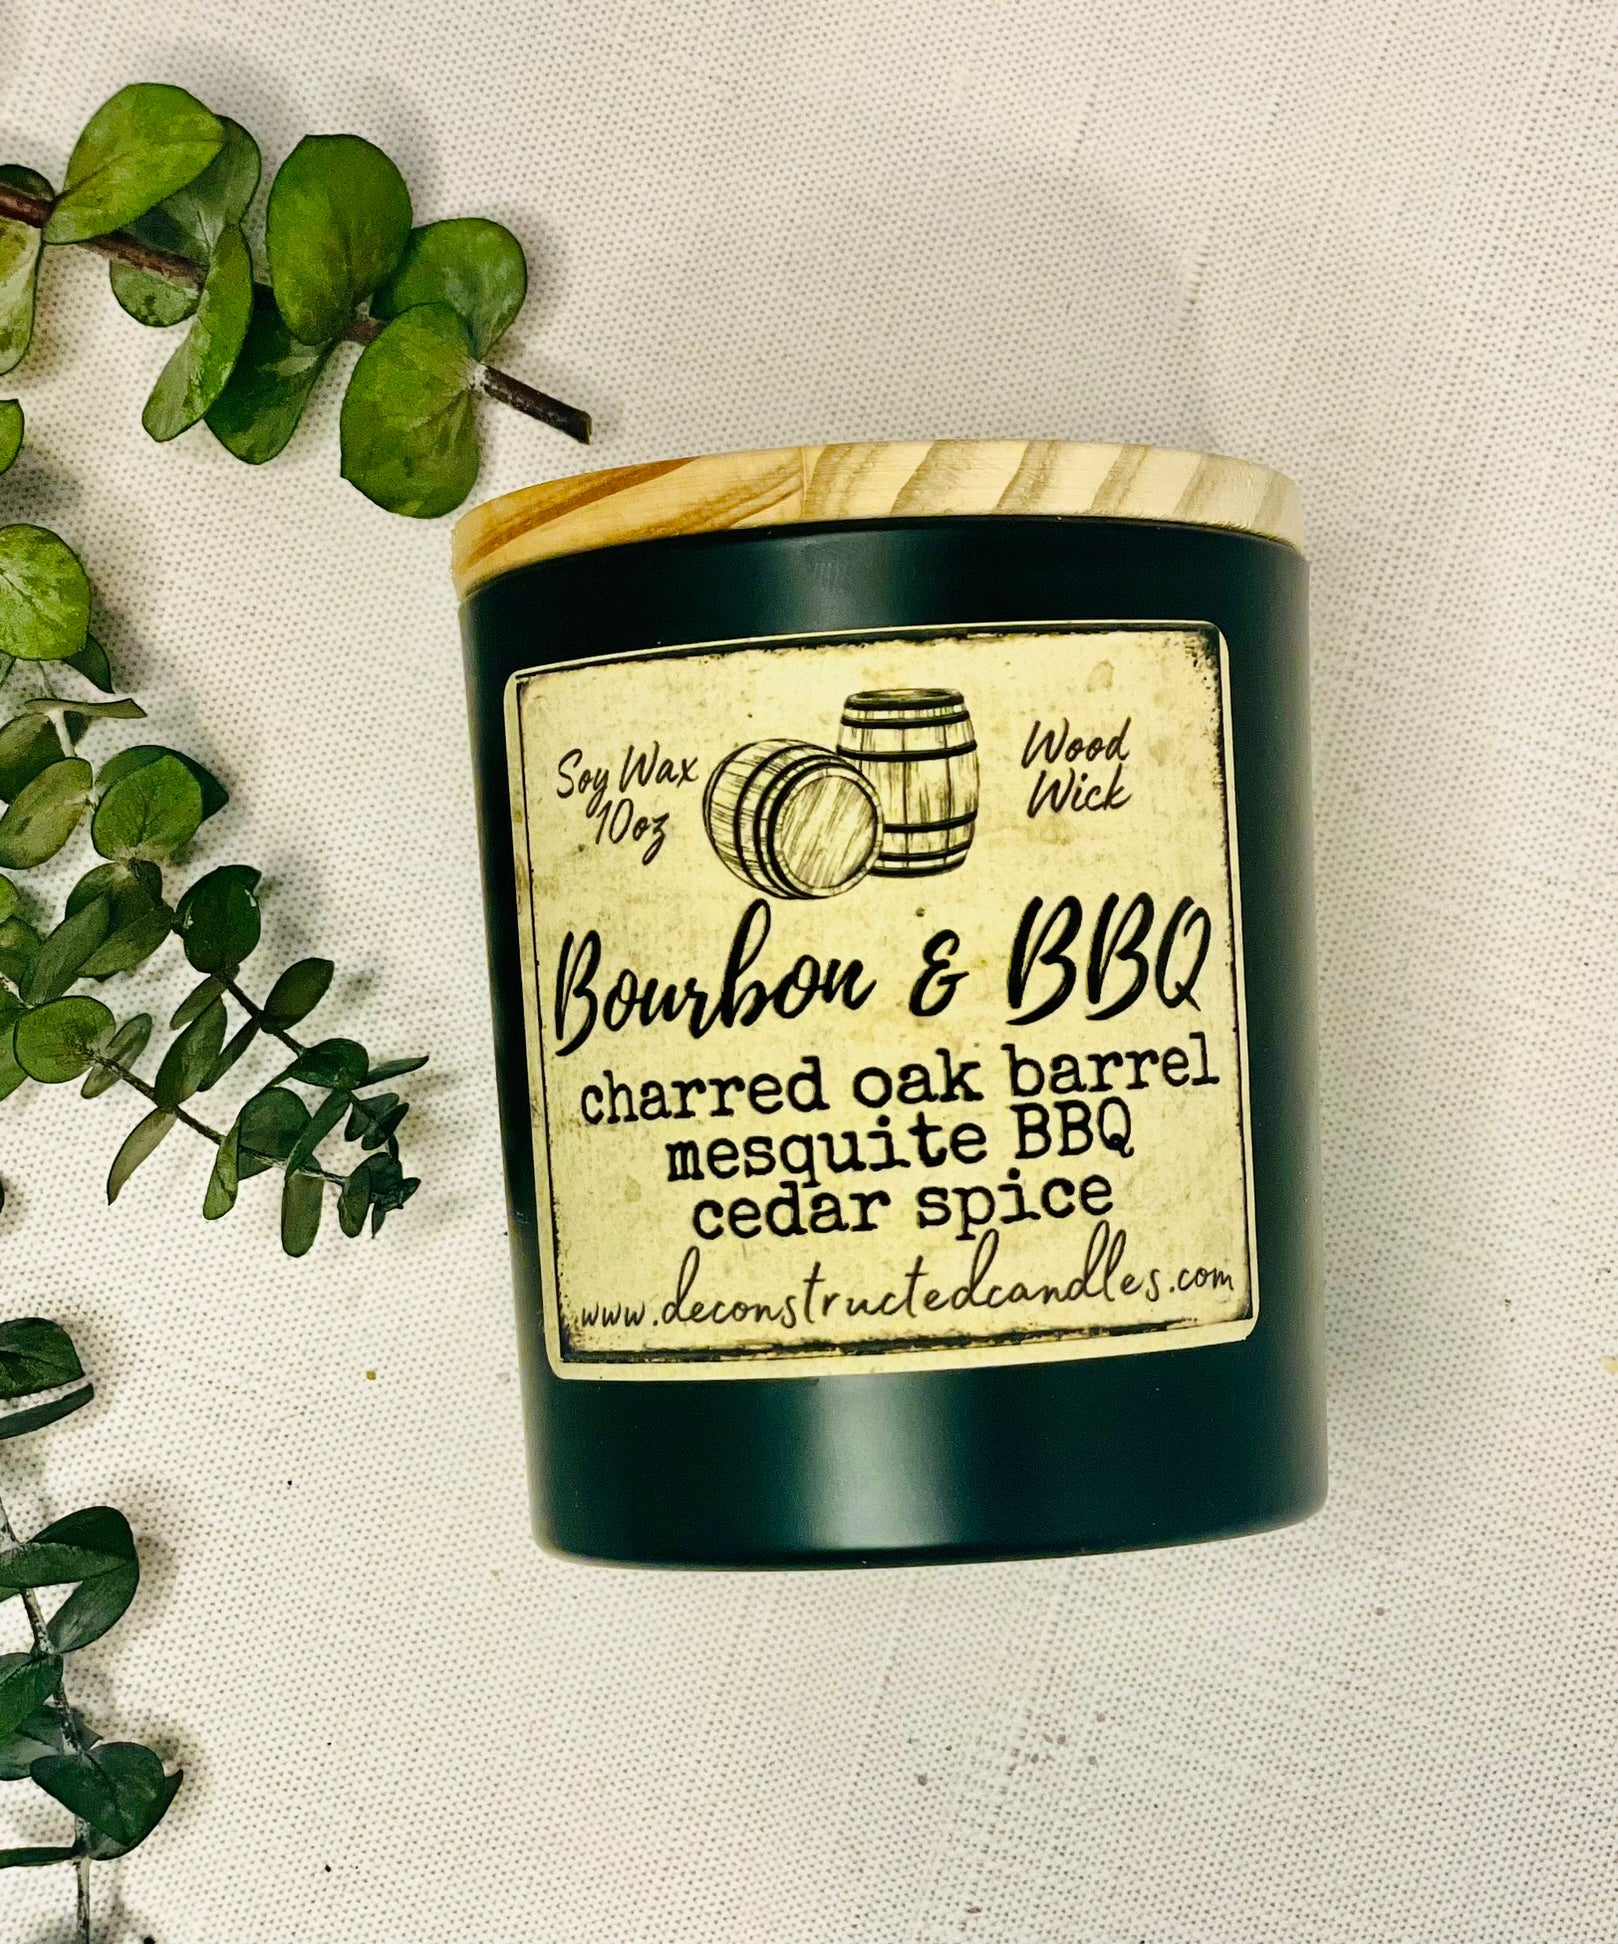 Soy Wax
10oz
Wood
Wick
Bourbon & BBQ
charred oak barrel
mesquite BBQ
cedar spice
www.deconstructedcandles.com